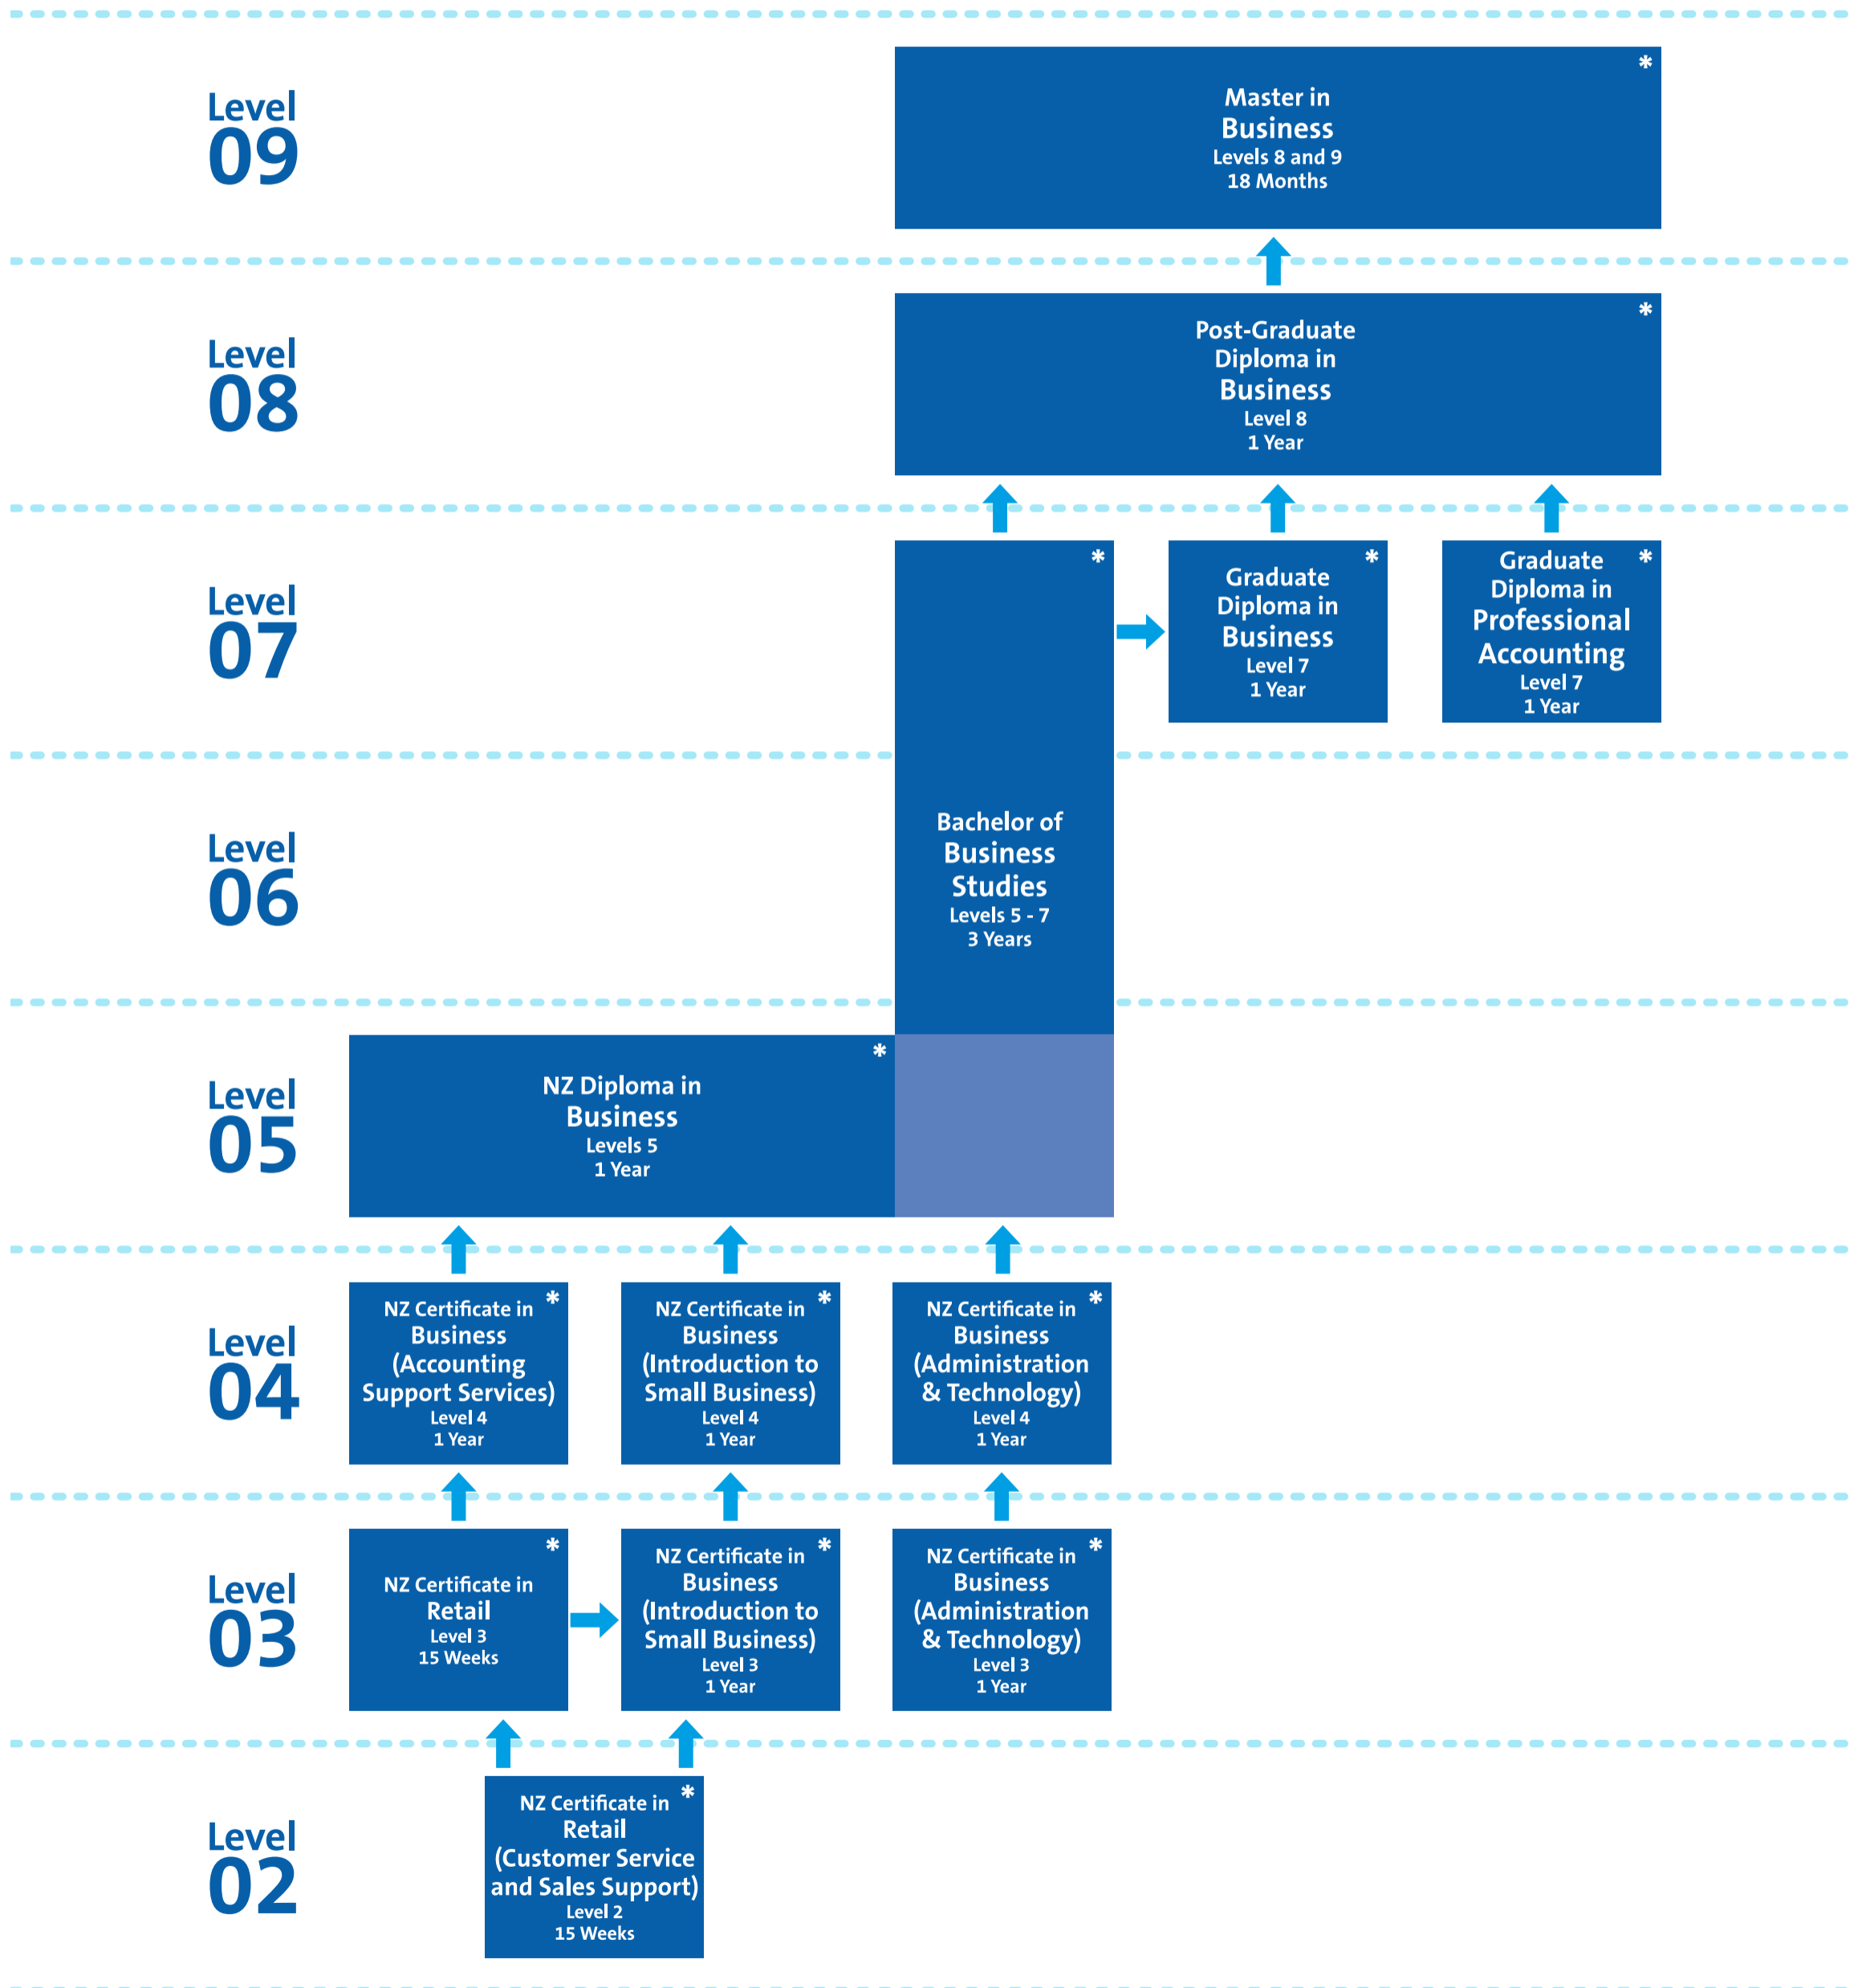 Level
09
*
Master in
Business
Levels 8 and 9
18 Months
Level
08
*
Post-Graduate
Diploma in
Business
Level 8
1 Year
Level
07
*
Graduate
Diploma in
Business
Level 7
1 Year
*
Graduate
Diploma in
Professional
Accounting
Level 7
1 Year
*
Level
06
Bachelor of
Business
Studies
Levels 5 - 7
3 Years
Level
05
*
NZ Diploma in
Business
Levels 5
1 Year
Level
04
NZ Certificate in *
Business
(Accounting
Support Services)
Level 4
1 Year
NZ Certificate in *
Business
(Introduction to
Small Business)
Level 4
1 Year
NZ Certificate in *
Business
(Administration
& Technology)
Level 4
1 Year
Level
03
*
NZ Certificate in
Retail
Level 3
15 Weeks
NZ Certificate in *
Business
(Introduction to
Small Business)
Level 3
1 Year
NZ Certificate in *
Business
(Administration
& Technology)
Level 3
1 Year
Level
02
NZ Certificate in *
Retail
(Customer Service
and Sales Support)
Level 2
15 Weeks